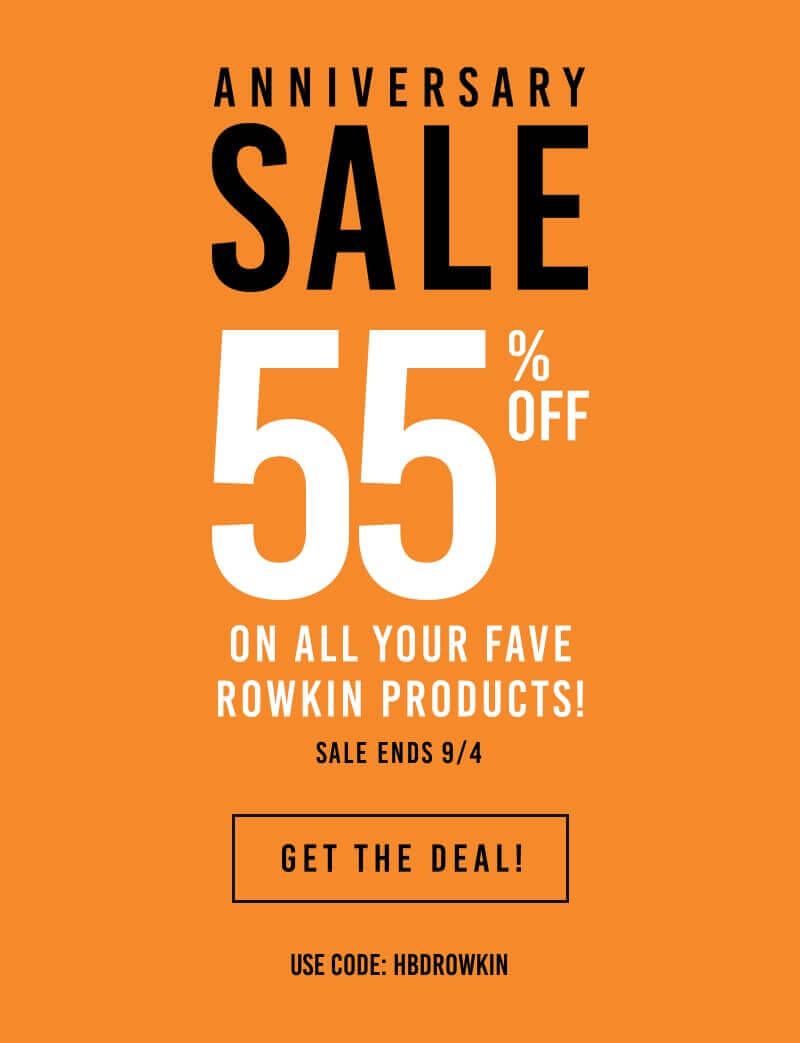 ANNIVERSARY
SALE
55% OFF
ON ALL YOUR FAVE
ROWKIN PRODUCTS!
SALE ENDS 9/4
GET THE DEAL!
USE CODE: HBDROWKIN